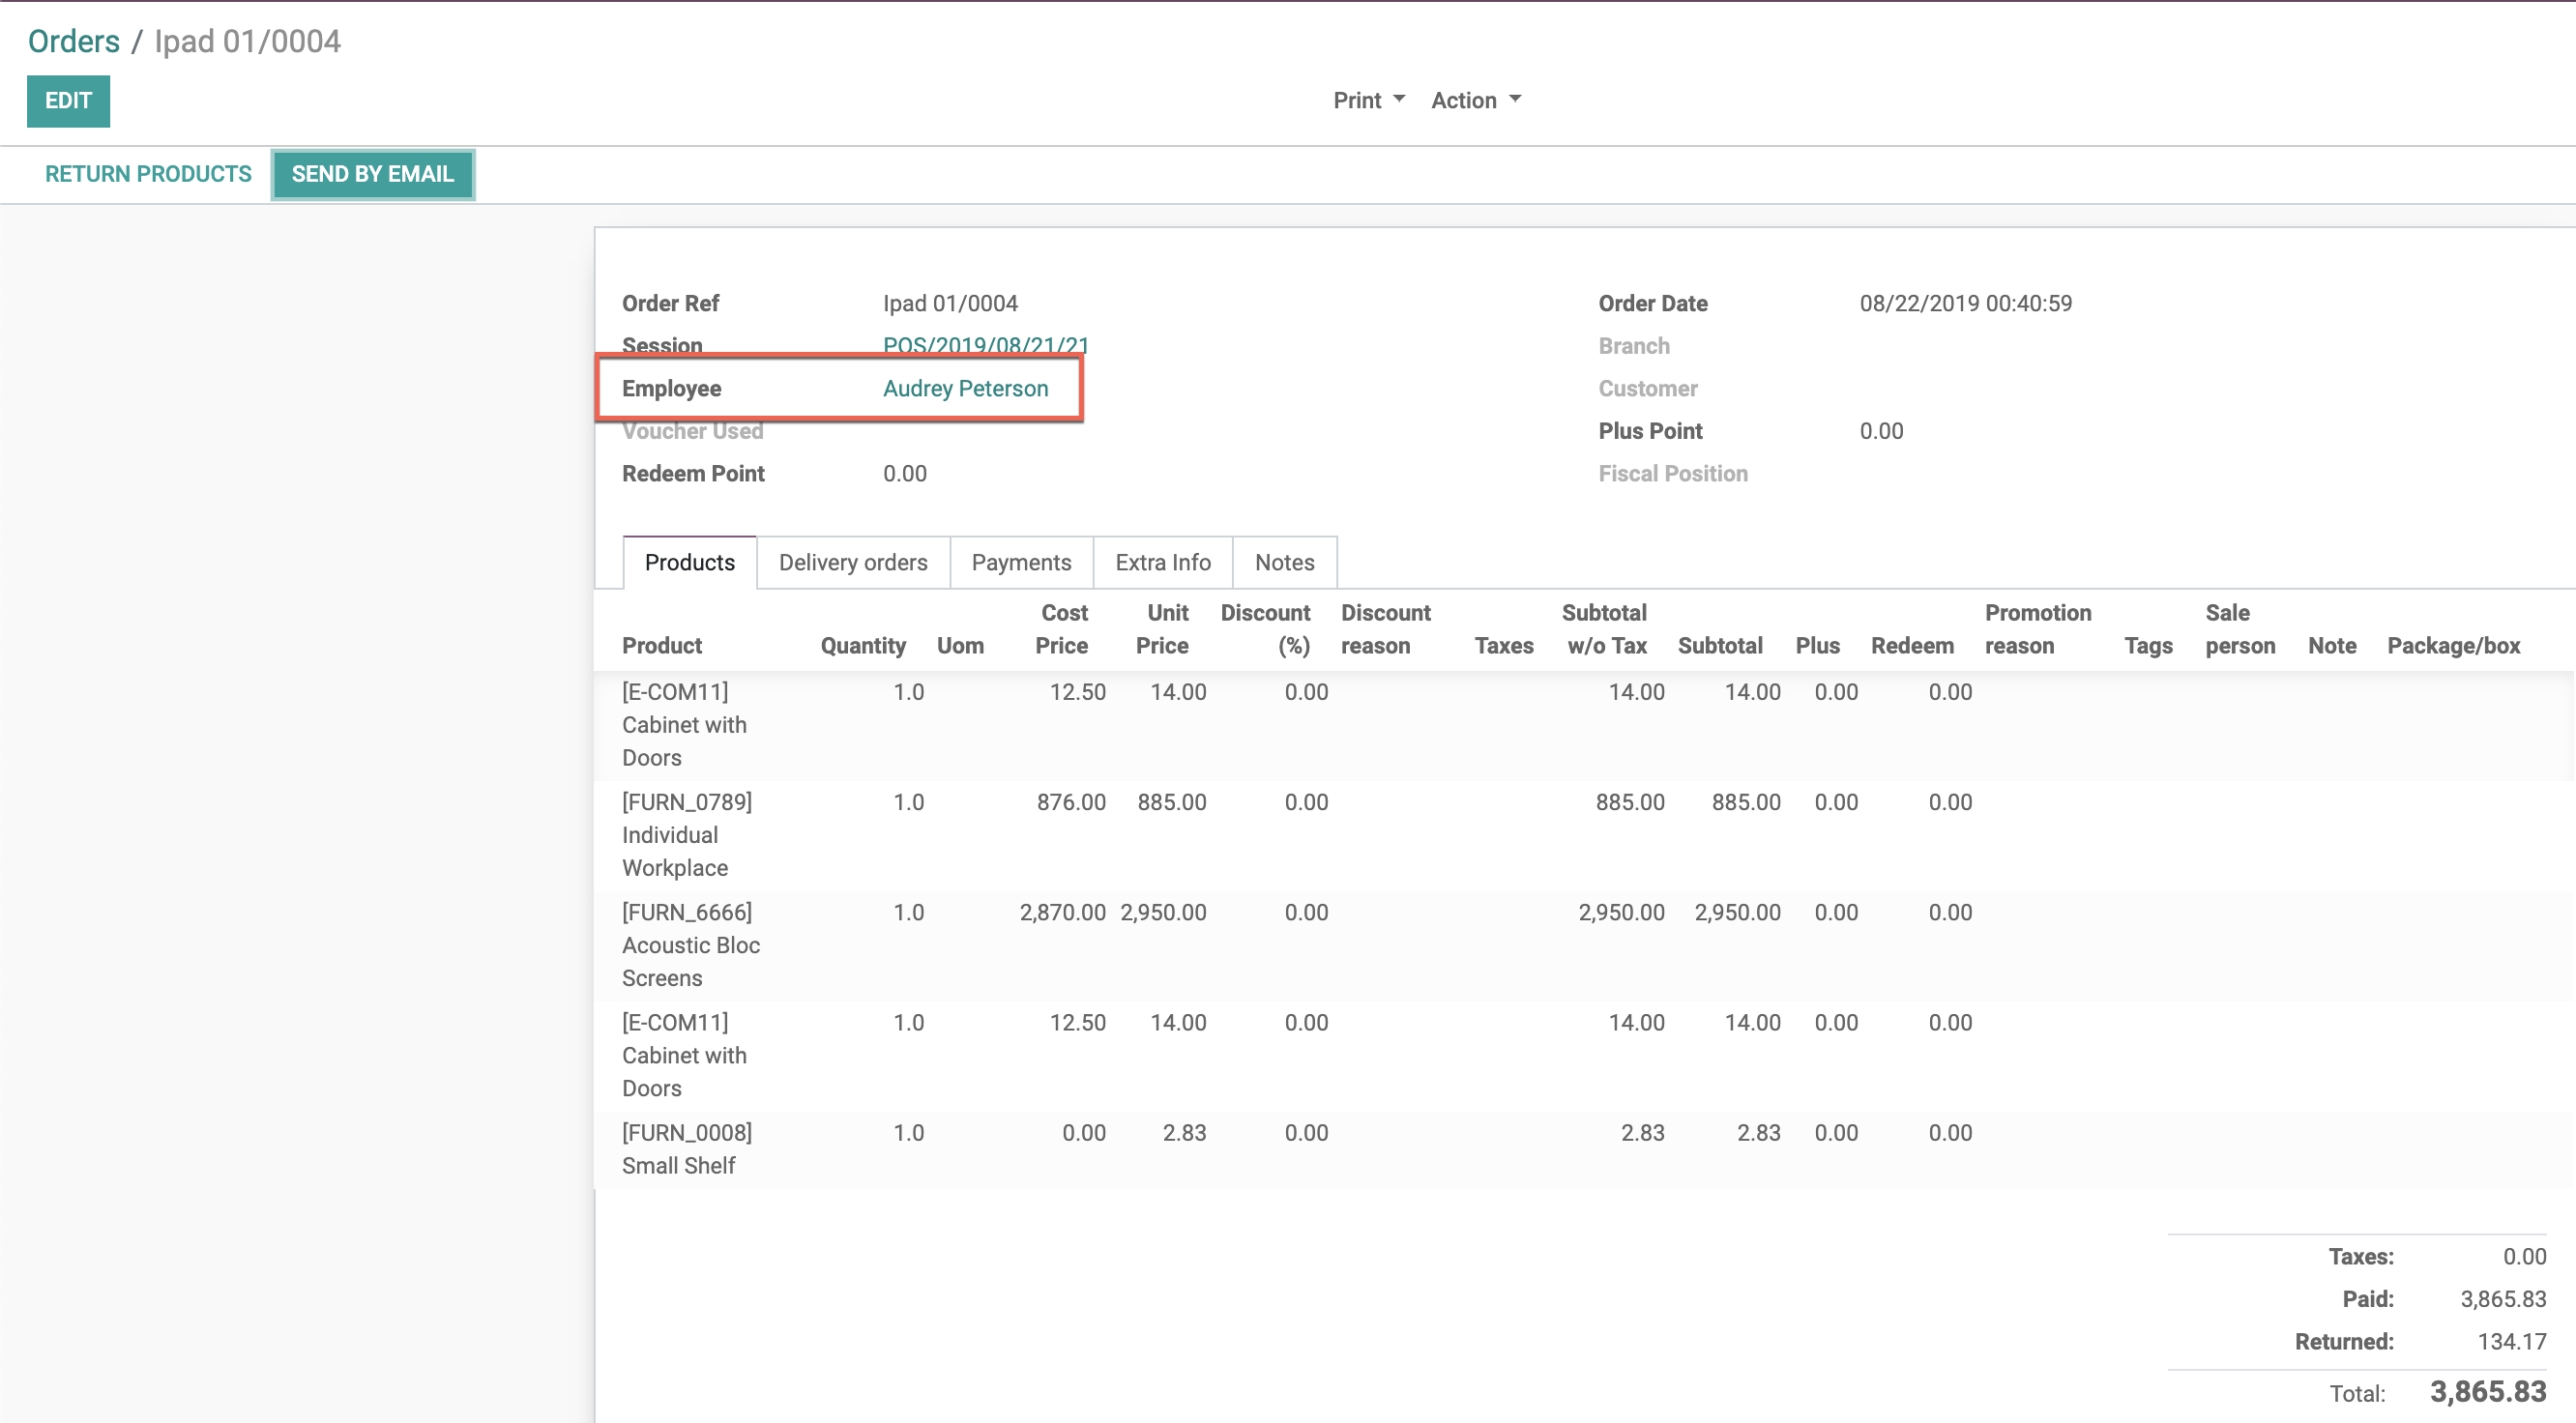 Orders / Ipad 01/0004
EDIT
Print Action
RETURN PRODUCTS SEND BY EMAIL
Order Ref Ipad 01/0004 Order Date 08/22/2019 00:40:59
Session POS/2019/08/21/21 Branch
Employee Audrey Peterson Customer
Voucher Used Plus Point 0.00
Redeem Point 0.00 Fiscal Position
Products Delivery orders Payments Extra Info Notes
Cost Unit Discount Discount Subtotal Promotion Sale
Product Quantity Uom Price Price (%) reason Taxes w/o Tax Subtotal Plus Redeem reason Tags person Note Package/box
[E-COM11] 1.0 12.50 14.00 0.00 14.00 14.00 0.00 0.00
Cabinet with
Doors
[FURN_0789] 1.0 876.00 885.00 0.00 885.00 885.00 0.00 0.00
Individual
Workplace
[FURN_6666] 1.0 2,870.00 2,950.00 0.00 2,950.00 2,950.00 0.00 0.00
Acoustic Bloc
Screens
[E-COM11] 1.0 12.50 14.00 0.00 14.00 14.00 0.00 0.00
Cabinet with
Doors
[FURN_0008] 1.0 0.00 2.83 0.00 2.83 2.83 0.00 0.00
Small Shelf
Taxes: 0.00
Paid: 3,865.83
Returned: 134.17
Total: 3,865.83